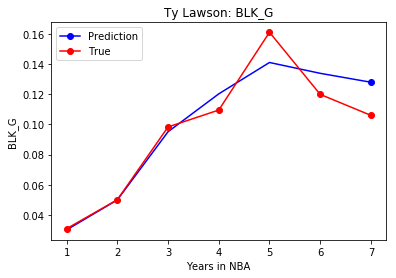 Ty Lawson: BLK_G
Prediction
True
BLK_G
0.16
0.14
0.12
0.10
0.08
0.06
0.04
1 2 3 4 5 6 7
Years in NBA